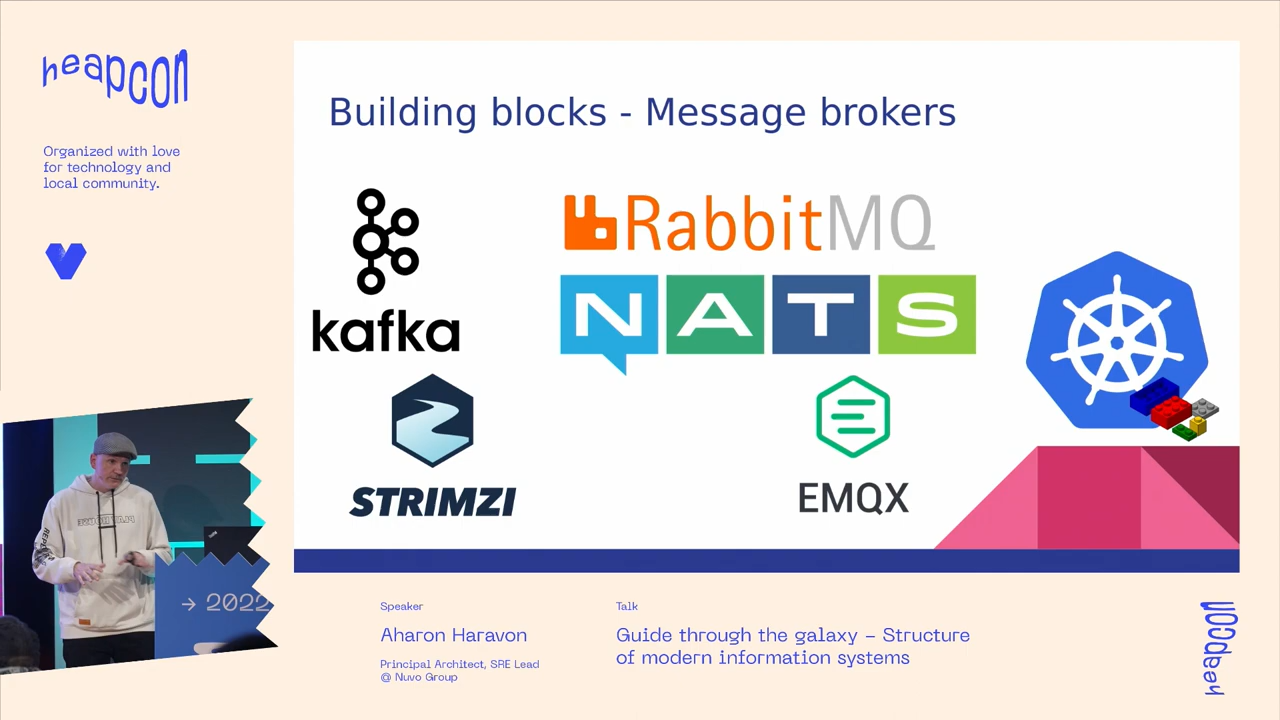 heapcon
Organized with love
for technology and
local community.
Building blocks - Message brokers
kafka
RabbitMQ
NATS
STRIMZI
EMQX
→ 2022
Speaker
Aharon Haravon
Principal Architect, SRE Lead
@ Nuvo Group
Talk
Guide through the galaxy – Structure
of modern information systems
heapcon